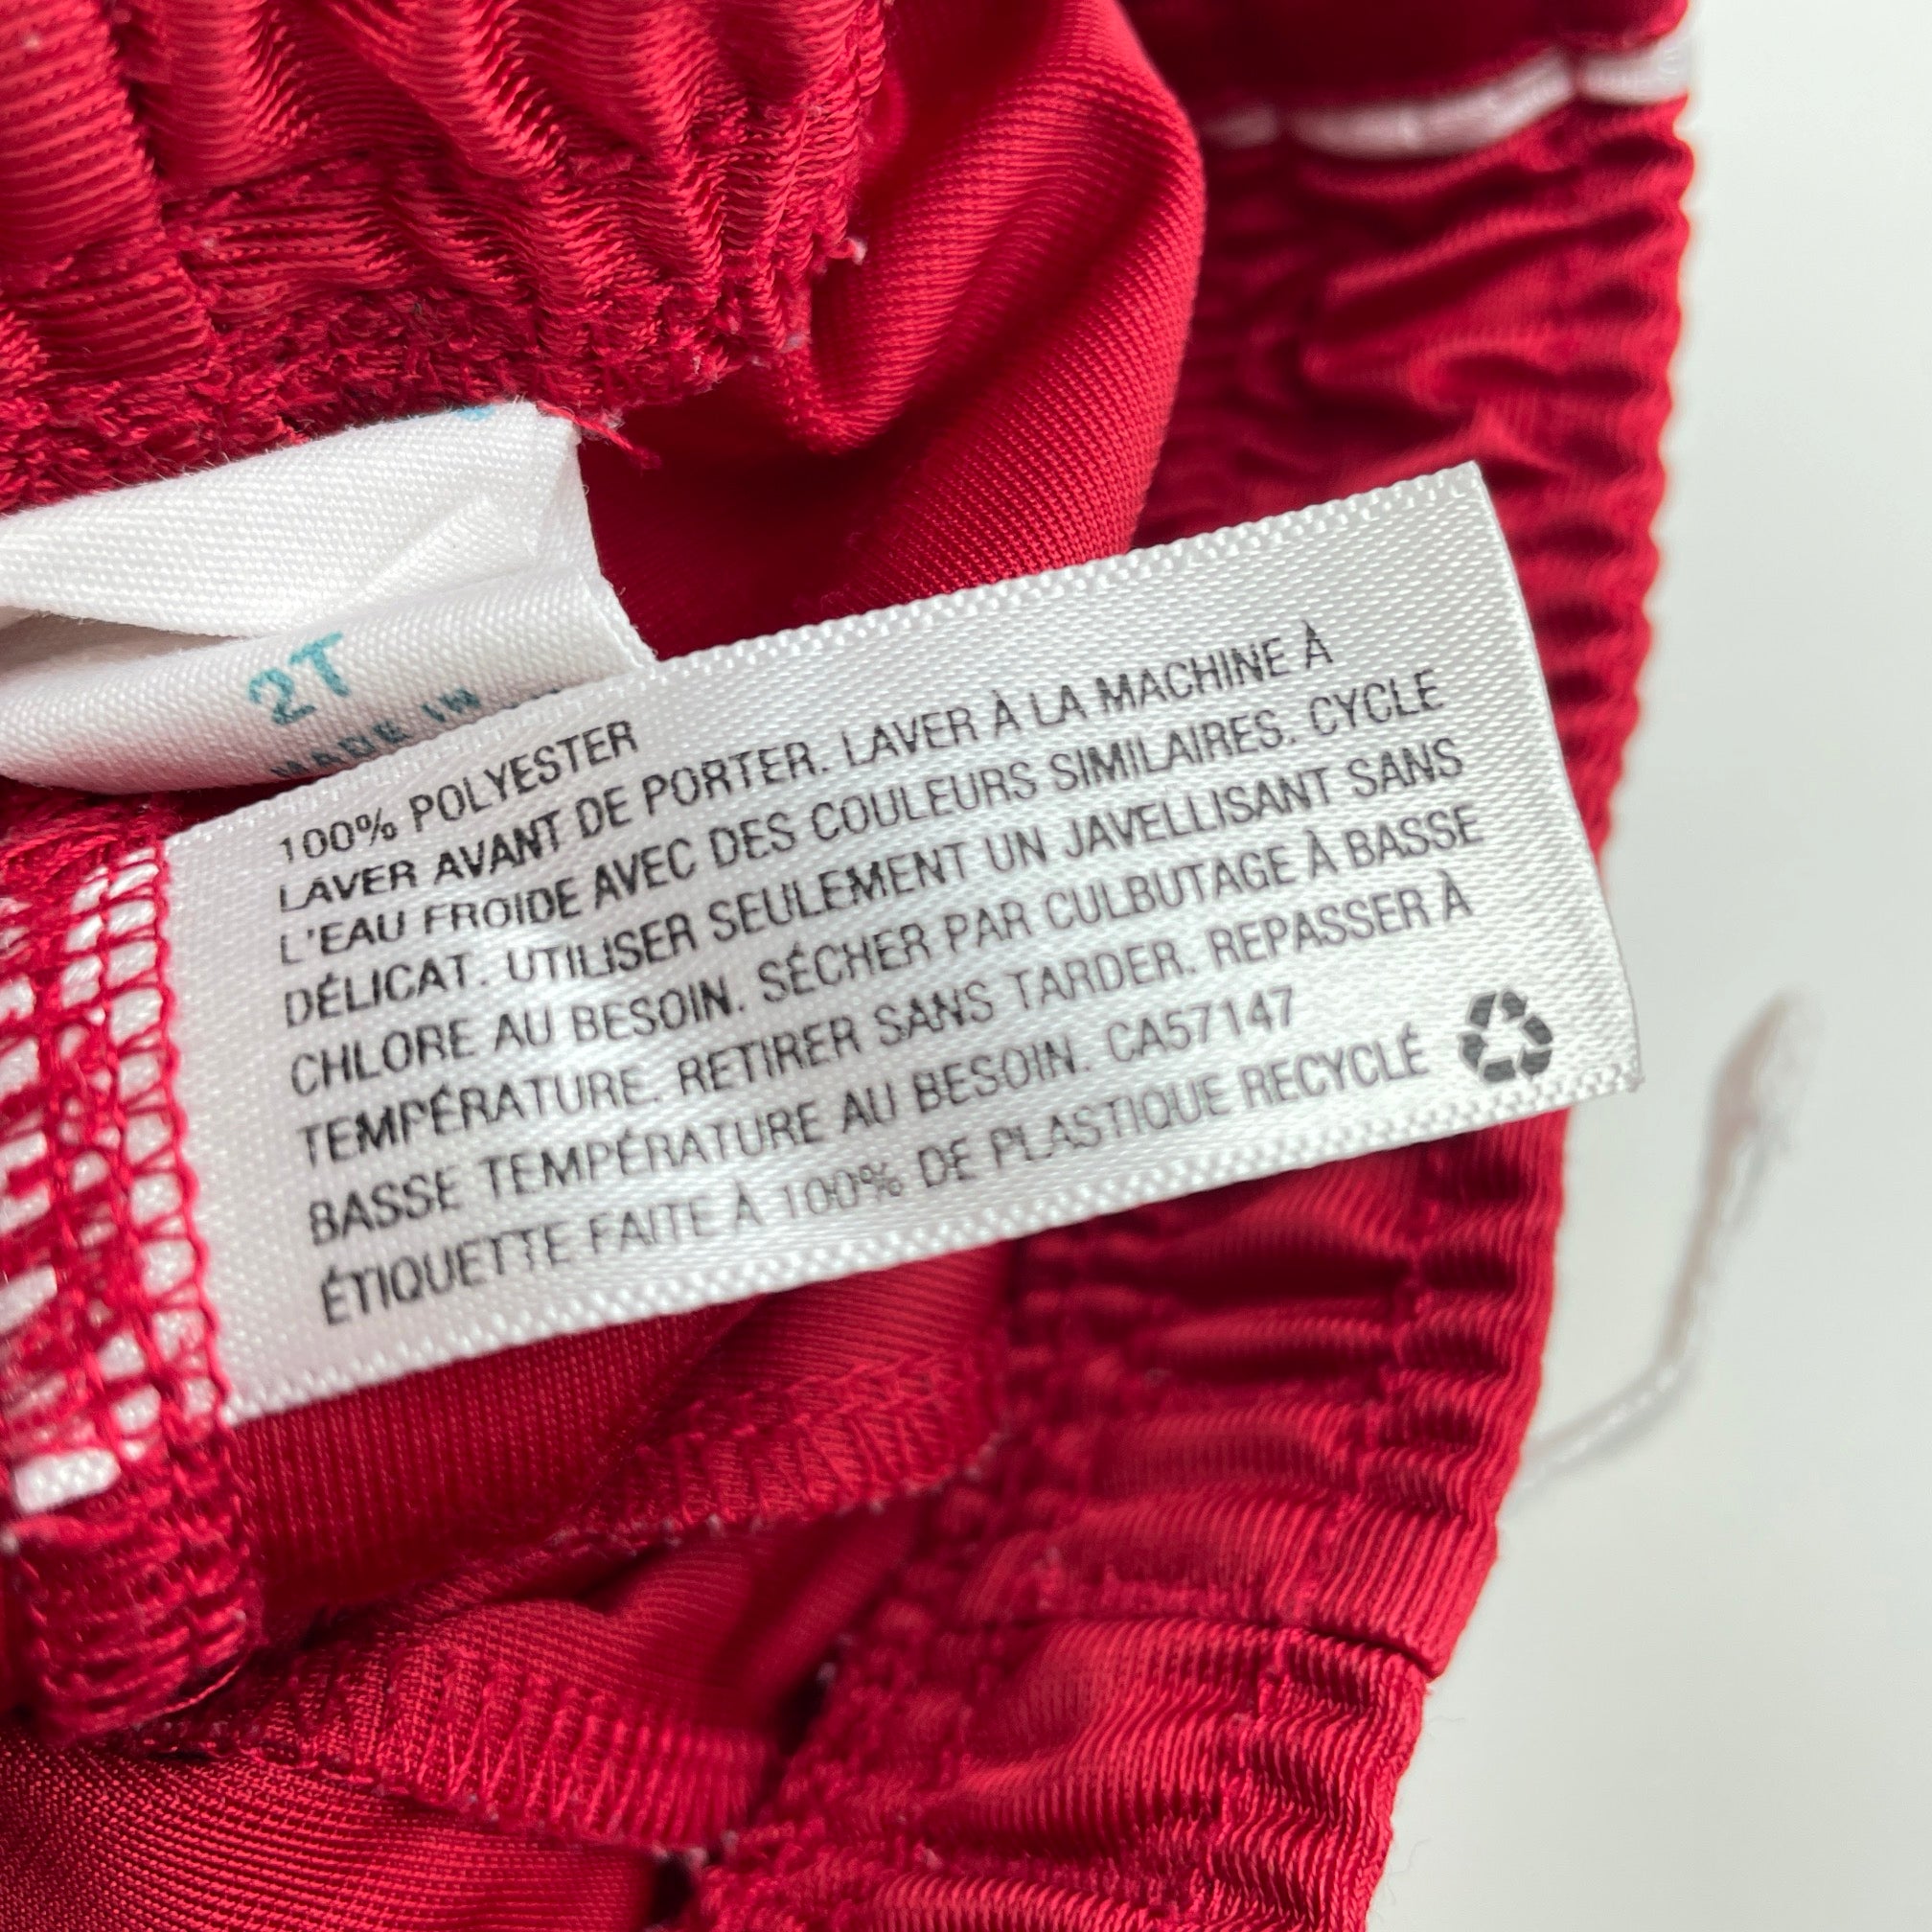 2T
MADE IN
100% POLYESTER
LAVER AVANT DE PORTER. LAVER À LA MACHINE À
L'EAU FROIDE AVEC DES COULEURS SIMILAIRES. CYCLE
DÉLICAT. UTILISER SEULEMENT UN JAVELLISANT SANS
CHLORE AU BESOIN. SÉCHER PAR CULBUTAGE À BASSE
TEMPÉRATURE. RETIRER SANS TARDER. REPASSER À
BASSE TEMPÉRATURE AU BESOIN. CA57147
ÉTIQUETTE FAITE À 100% DE PLASTIQUE RECYCLÉ